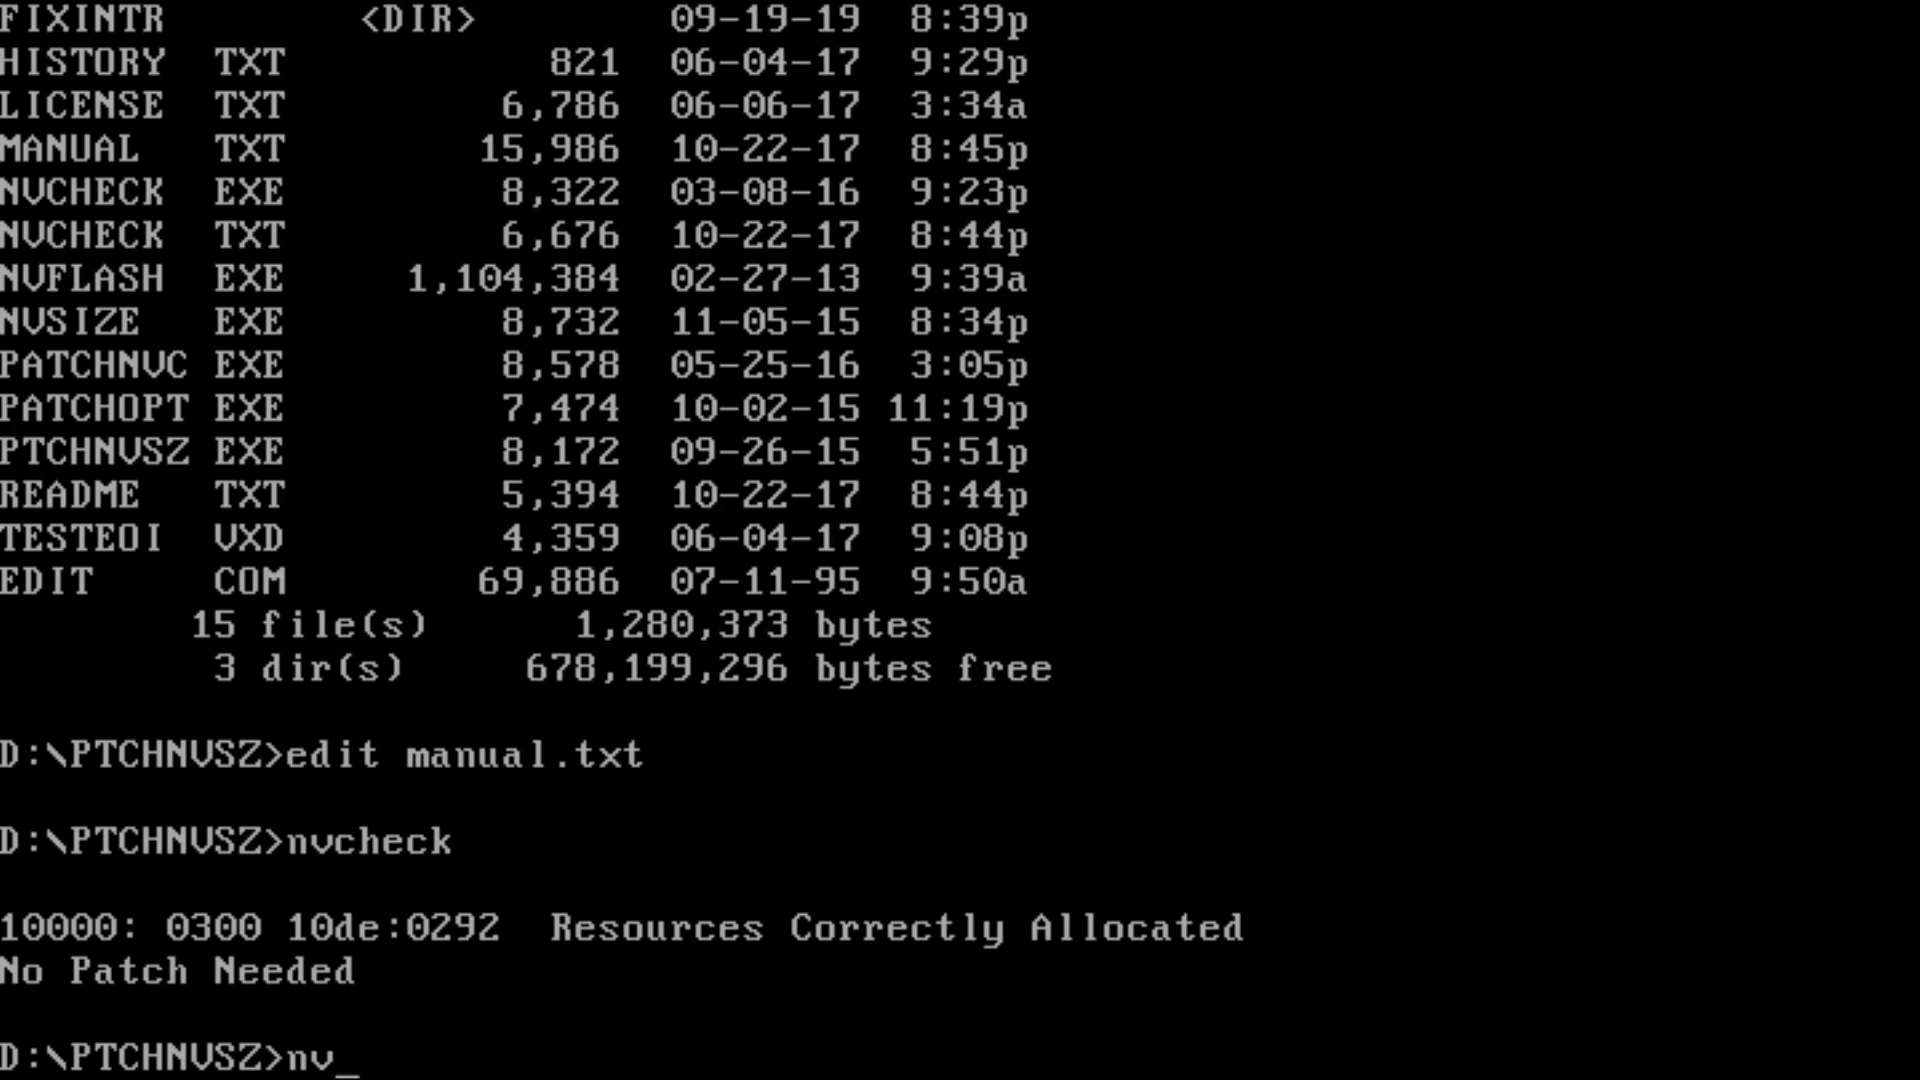 FIXINTR <DIR> 09-19-19 8:39p
HISTORY TXT 821 06-04-17 9:29p
LICENSE TXT 6,786 06-06-17 3:34a
MANUAL TXT 15,986 10-22-17 8:45p
NVCHECK EXE 8,322 03-08-16 9:23p
NVCHECK TXT 6,676 10-22-17 8:44p
NVFLASH EXE 1,104,384 02-27-13 9:39a
NVSIZE EXE 8,732 11-05-15 8:34p
PATCHNVC EXE 8,578 05-25-16 3:05p
PATCHOPT EXE 7,474 10-02-15 11:19p
PTCHNVSZ EXE 8,172 09-26-15 5:51p
README TXT 5,394 10-22-17 8:44p
TESTEOI VXD 4,359 06-04-17 9:08p
EDIT COM 69,886 07-11-95 9:50a
15 file(s) 1,280,373 bytes
3 dir(s) 678,199,296 bytes free
D:\PTCHNVSZ>edit manual.txt
D:\PTCHNVSZ>nvcheck
10000: 0300 10de:0292 Resources Correctly Allocated
No Patch Needed
D:\PTCHNVSZ>nv_